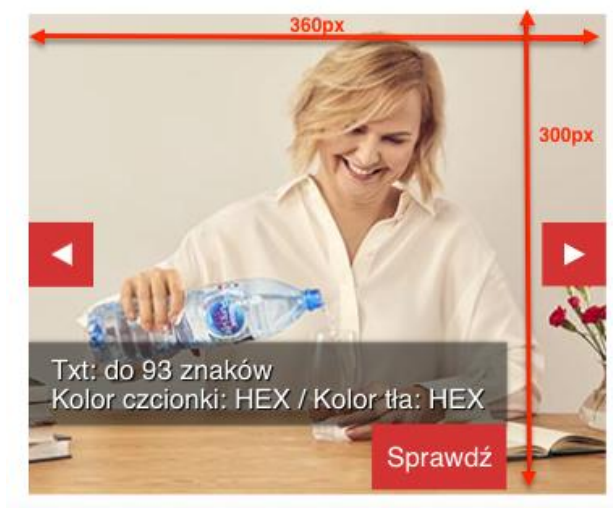 360px
300px
Txt: do 93 znaków
Kolor czcionki: HEX / Kolor tła: HEX
Sprawdź